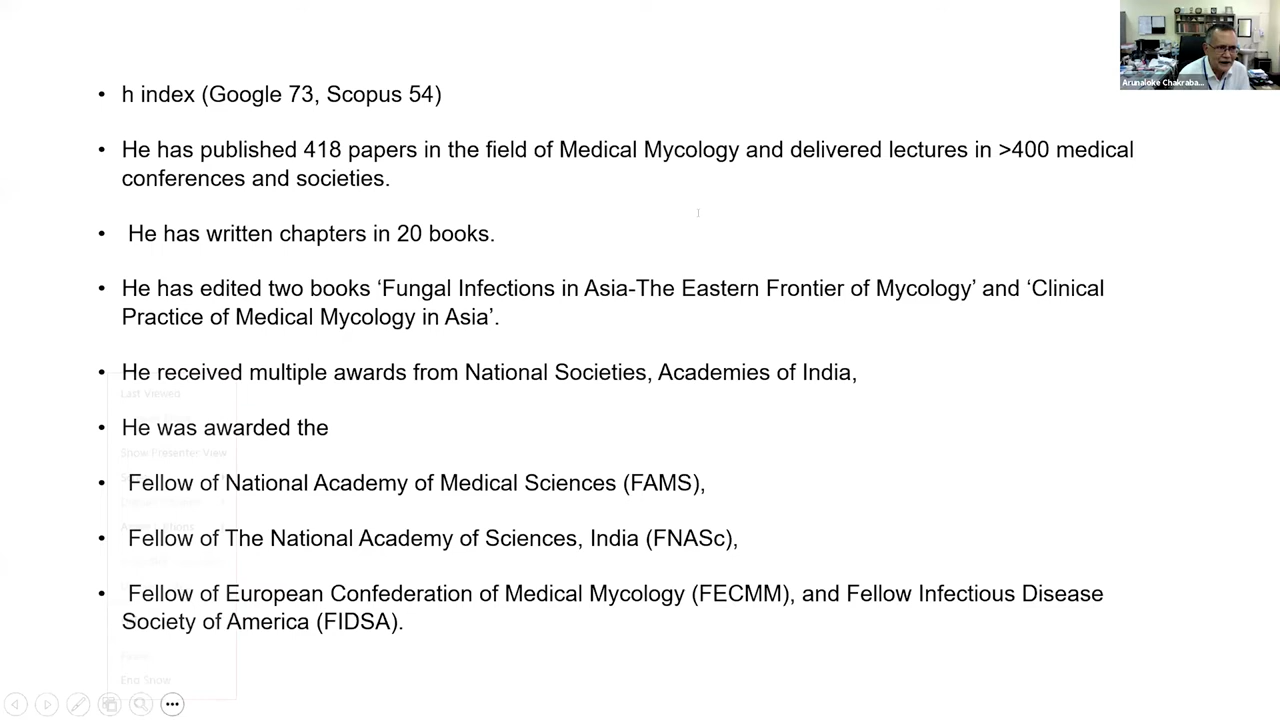 Arunaloke Chakraba...
• h index (Google 73, Scopus 54)
• He has published 418 papers in the field of Medical Mycology and delivered lectures in >400 medical
conferences and societies.
• He has written chapters in 20 books.
• He has edited two books ‘Fungal Infections in Asia-The Eastern Frontier of Mycology’ and ‘Clinical
Practice of Medical Mycology in Asia’.
• He received multiple awards from National Societies, Academies of India,
Last Viewed
• He was awarded the
Show Presenter View
• Fellow of National Academy of Medical Sciences (FAMS),
• Fellow of The National Academy of Sciences, India (FNASc),
• Fellow of European Confederation of Medical Mycology (FECMM), and Fellow Infectious Disease
Society of America (FIDSA).
Pause
End Show